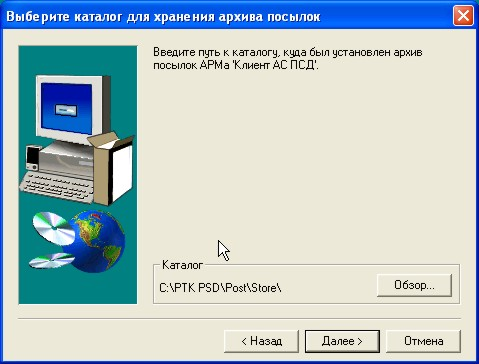 Выберите каталог для хранения архива посылок
Введите путь к каталогу, куда был установлен архив
посылок АРМа 'Клиент АС ПСД'.
Каталог
C:\PTK PSD\Post\Store\
Обзор...
< Назад
Далее >
Отмена